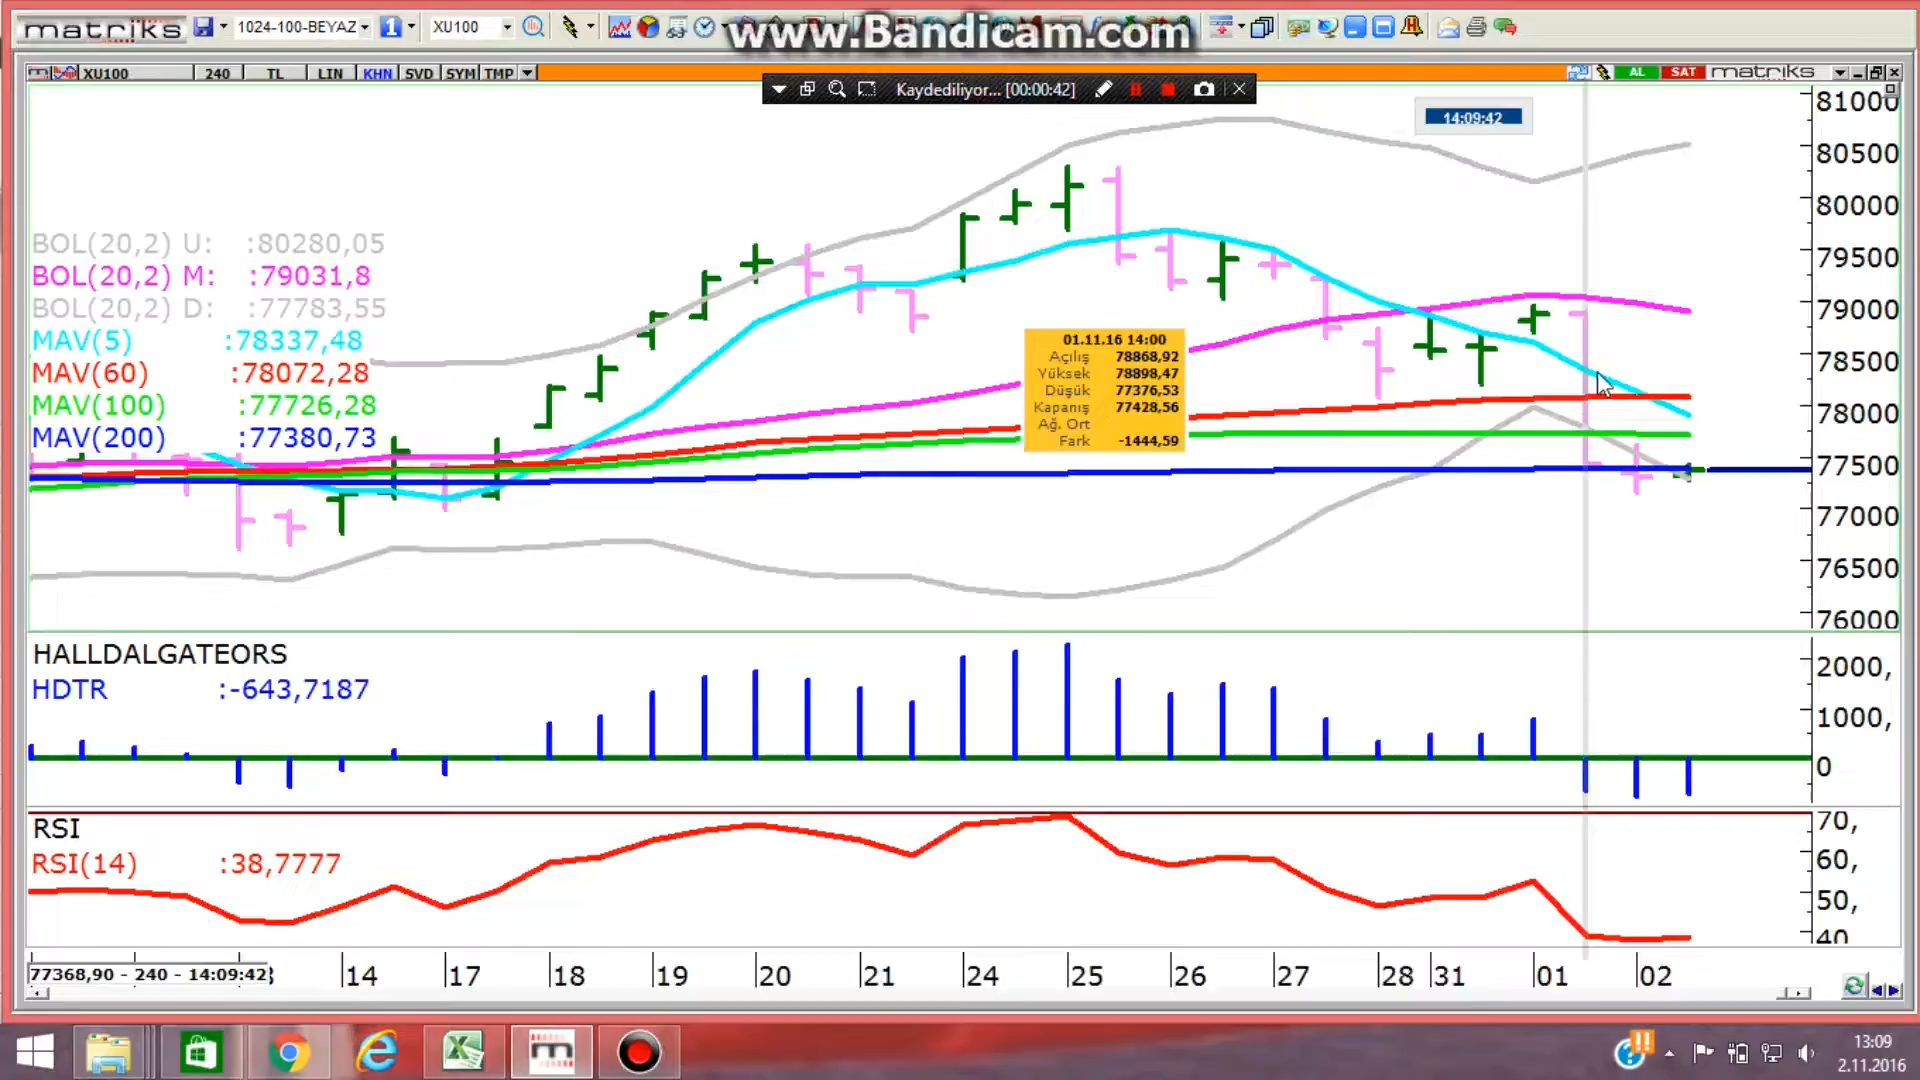 www.Bandicam.com
matriks
1024-100-BEYAZ
1
XU100
XU100
240
TL
LIN
KHN
SVD
SYM
TMP
AL
SAT
matriks
Kaydediliyor... [00:00:42]
14:09:42
81000
80500
80000
79500
79000
78500
78000
77500
77000
76500
76000
BOL(20,2) U: :80280,05
BOL(20,2) M: :79031,8
BOL(20,2) D: :77783,55
MAV(5) :78337,48
MAV(60) :78072,28
MAV(100) :77726,28
MAV(200) :77380,73
01.11.16 14:00
Açılış 78868,92
Yüksek 78898,47
Düşük 77376,53
Kapanış 77428,56
Ağ. Ort
Fark -1444,59
HALLDALGATEORS
HDTR :-643,7187
2000,
1000,
0
RSI
RSI(14) :38,7777
70,
60,
50,
40
77368,90 - 240 - 14:09:42
14
17
18
19
20
21
24
25
26
27
28
31
01
02
13:09
2.11.2016